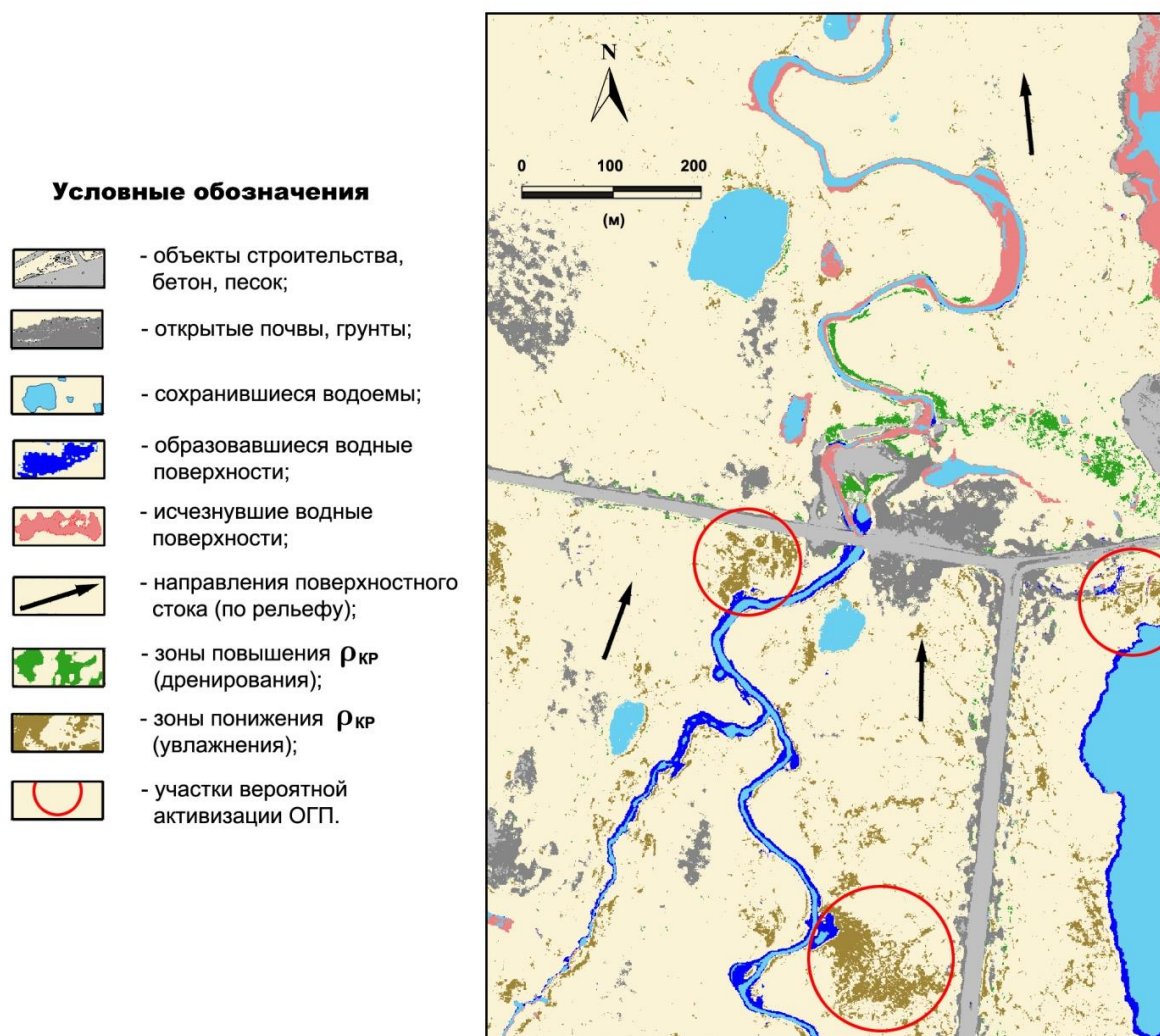 Условные обозначения
- объекты строительства,
бетон, песок;
- открытые почвы, грунты;
- сохранившиеся водоемы;
- образовавшиеся водные
поверхности;
- исчезнувшие водные
поверхности;
- направления поверхностного
стока (по рельефу);
- зоны повышения ρКР
(дренирования);
- зоны понижения ρКР
(увлажнения);
- участки вероятной
активизации ОГП.
N
0 100 200
(м)